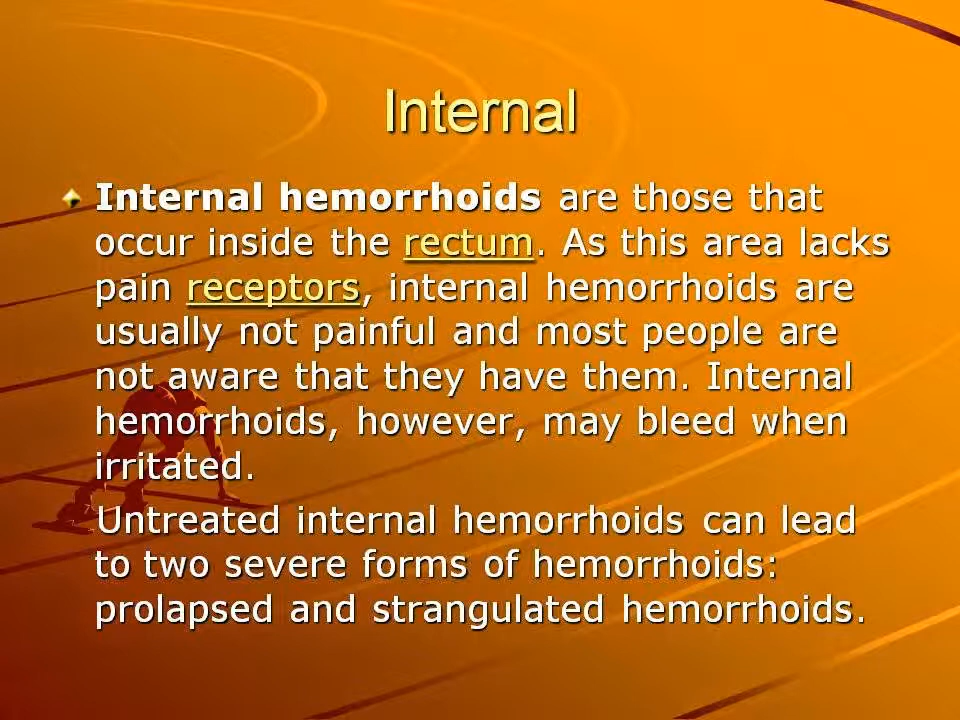 Internal
Internal hemorrhoids are those that
occur inside the rectum. As this area lacks
pain receptors, internal hemorrhoids are
usually not painful and most people are
not aware that they have them. Internal
hemorrhoids, however, may bleed when
irritated.
Untreated internal hemorrhoids can lead
to two severe forms of hemorrhoids:
prolapsed and strangulated hemorrhoids.